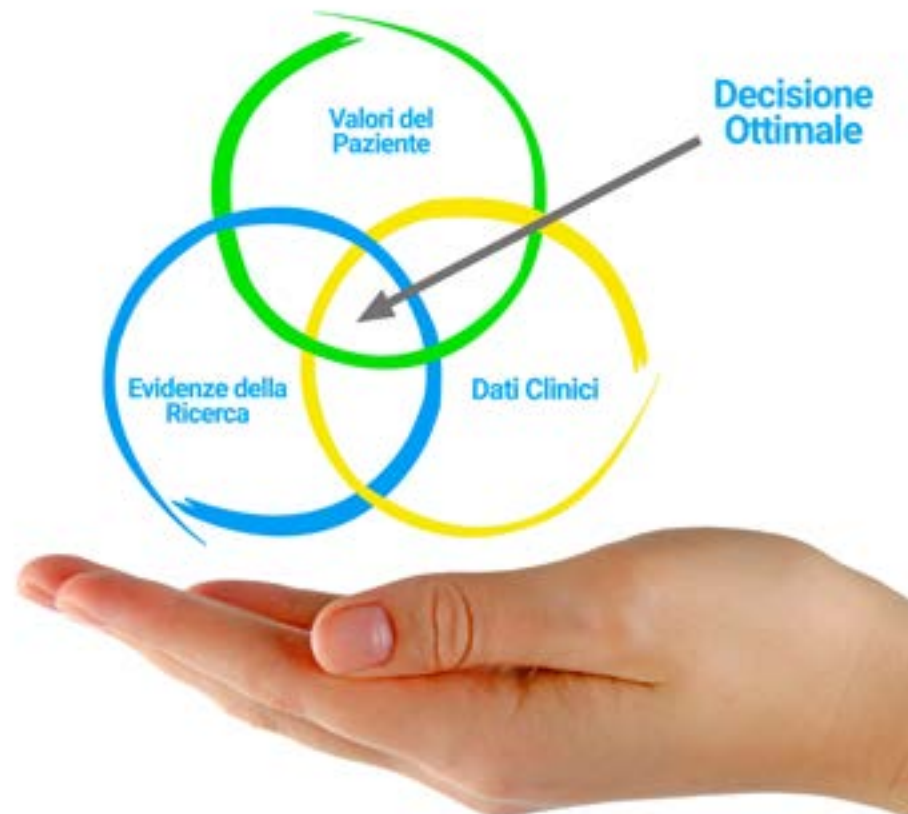 Valori del
Paziente
Decisione
Ottimale
Evidenze della
Ricerca
Dati Clinici